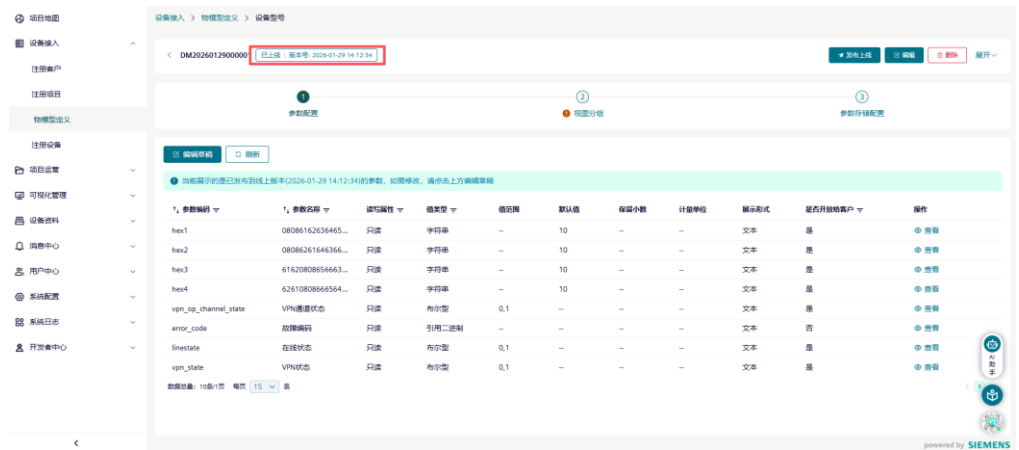 项目地图
设备接入 > 物模型定义 > 设备型号
设备接入
注册客户
注册项目
物模型定义
注册设备
项目运营
可视化管理
设备资料
消息中心
用户中心
系统配置
系统日志
开发者中心
DM2026012900001 已上线 | 版本号: 2026-01-29 14:12:34
发布上线 编辑 删除 展开
1 2 3
参数配置 视图分组 参数存储配置
编辑草稿 刷新
当前展示的是已发布到线上版本(2026-01-29 14:12:34)的参数，如需修改，请点击上方编辑草稿
参数编码 参数名称 读写属性 值类型 值范围 默认值 保留小数 计量单位 展示形式 是否开放给客户 操作
hex1 08086162636465... 只读 字符串 -- 10 -- -- 文本 是 查看
hex2 08086261646366... 只读 字符串 -- 10 -- -- 文本 是 查看
hex3 61620808656663... 只读 字符串 -- 10 -- -- 文本 是 查看
hex4 62610808666564... 只读 字符串 -- 10 -- -- 文本 是 查看
vpn_op_channel_state VPN通道状态 只读 布尔型 0,1 -- -- -- 文本 是 查看
error_code 故障编码 只读 引用二进制 -- -- -- -- 文本 否 查看
linestate 在线状态 只读 布尔型 0,1 -- -- -- 文本 是 查看
vpn_state VPN状态 只读 布尔型 0,1 -- -- -- 文本 是 查看
数据总量: 10条/1页 每页 15 条
1
AI助手
powered by SIEMENS